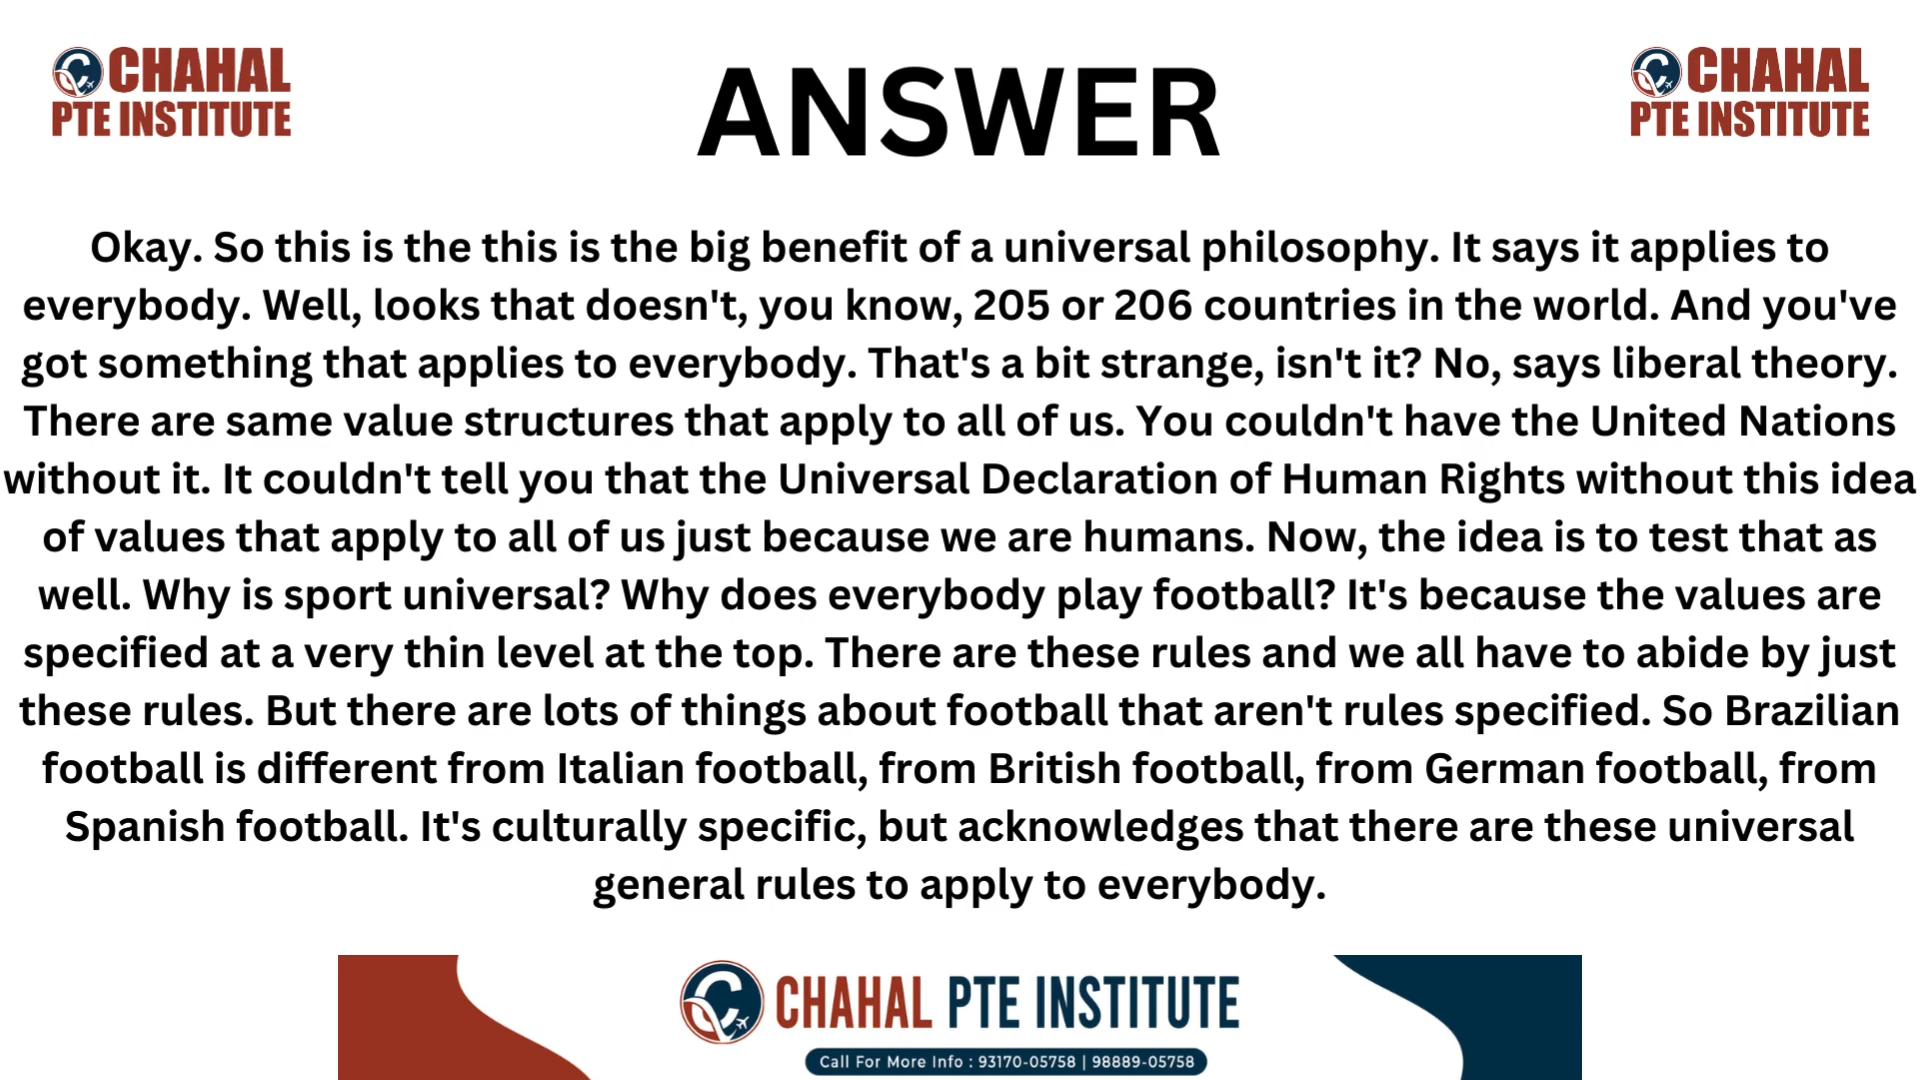 CHAHAL
PTE INSTITUTE
ANSWER
CHAHAL
PTE INSTITUTE
Okay. So this is the this is the big benefit of a universal philosophy. It says it applies to
everybody. Well, looks that doesn't, you know, 205 or 206 countries in the world. And you've
got something that applies to everybody. That's a bit strange, isn't it? No, says liberal theory.
There are same value structures that apply to all of us. You couldn't have the United Nations
without it. It couldn't tell you that the Universal Declaration of Human Rights without this idea
of values that apply to all of us just because we are humans. Now, the idea is to test that as
well. Why is sport universal? Why does everybody play football? It's because the values are
specified at a very thin level at the top. There are these rules and we all have to abide by just
these rules. But there are lots of things about football that aren't rules specified. So Brazilian
football is different from Italian football, from British football, from German football, from
Spanish football. It's culturally specific, but acknowledges that there are these universal
general rules to apply to everybody.
CHAHAL PTE INSTITUTE
Call For More Info : 93170-05758 | 98889-05758